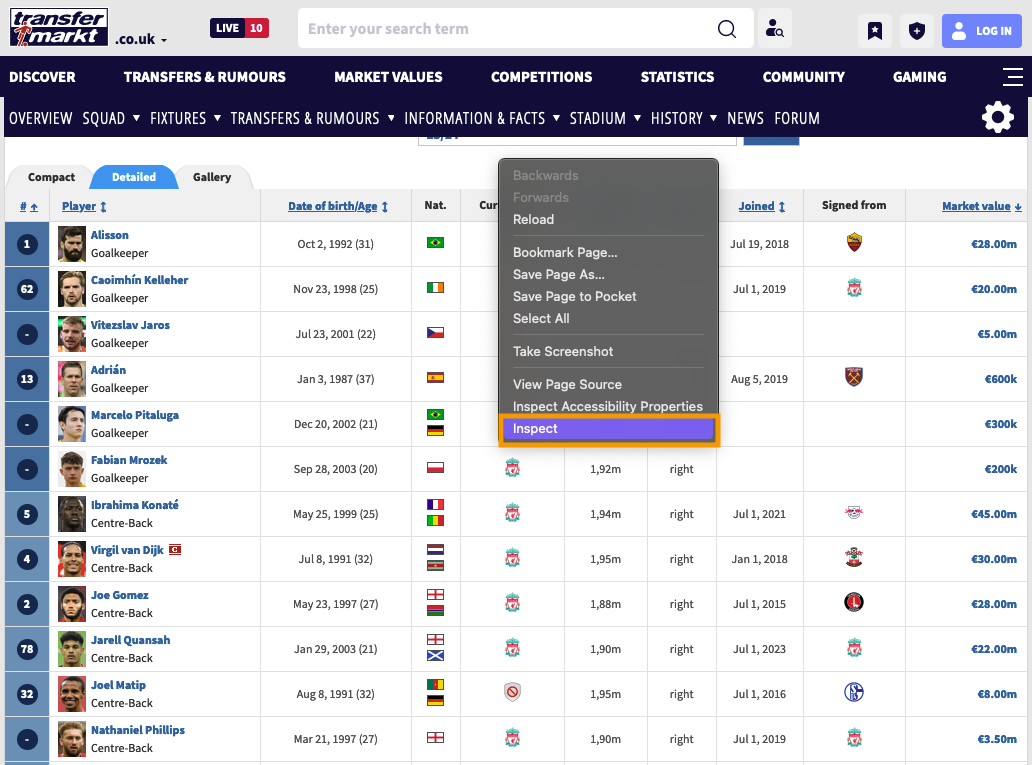 transfer
markt
.co.uk
LIVE 10
Enter your search term
LOG IN
DISCOVER TRANSFERS & RUMOURS MARKET VALUES COMPETITIONS STATISTICS COMMUNITY GAMING
OVERVIEW SQUAD ▼ FIXTURES ▼ TRANSFERS & RUMOURS ▼ INFORMATION & FACTS ▼ STADIUM ▼ HISTORY ▼ NEWS FORUM
Compact Detailed Gallery
# Player Date of birth/Age Nat. Cur Joined Signed from Market value
1 Alisson Oct 2, 1992 (31) Jul 19, 2018 €28.00m
Goalkeeper
62 Caoimhín Kelleher Nov 23, 1998 (25) Jul 1, 2019 €20.00m
Goalkeeper
- Vitezslav Jaros Jul 23, 2001 (22) €5.00m
Goalkeeper
13 Adrián Jan 3, 1987 (37) Aug 5, 2019 €600k
Goalkeeper
- Marcelo Pitaluga Dec 20, 2002 (21) €300k
Goalkeeper
- Fabian Mrozek Sep 28, 2003 (20) 1,92m right €200k
Goalkeeper
5 Ibrahima Konaté May 25, 1999 (25) 1,94m right Jul 1, 2021 €45.00m
Centre-Back
4 Virgil van Dijk C Jul 8, 1991 (32) 1,95m right Jan 1, 2018 €30.00m
Centre-Back
2 Joe Gomez May 23, 1997 (27) 1,88m right Jul 1, 2015 €28.00m
Centre-Back
78 Jarell Quansah Jan 29, 2003 (21) 1,90m right Jul 1, 2023 €22.00m
Centre-Back
32 Joel Matip Aug 8, 1991 (32) 1,95m right Jul 1, 2016 €8.00m
Centre-Back
- Nathaniel Phillips Mar 21, 1997 (27) 1,90m right Jul 1, 2019 €3.50m
Centre-Back
Backwards
Forwards
Reload
Bookmark Page...
Save Page As...
Save Page to Pocket
Select All
Take Screenshot
View Page Source
Inspect Accessibility Properties
Inspect